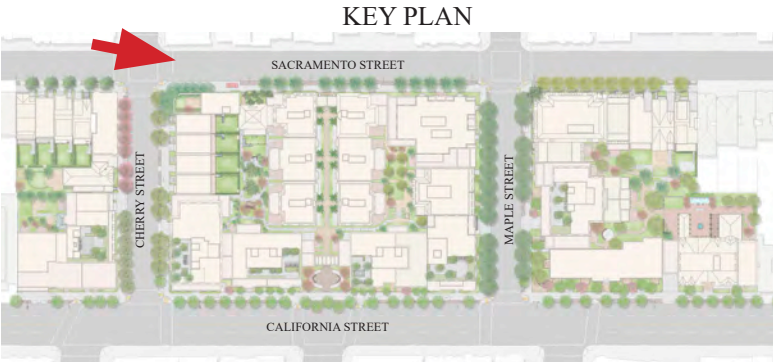 KEY PLAN
SACRAMENTO STREET
CHERRY STREET
MAPLE STREET
CALIFORNIA STREET